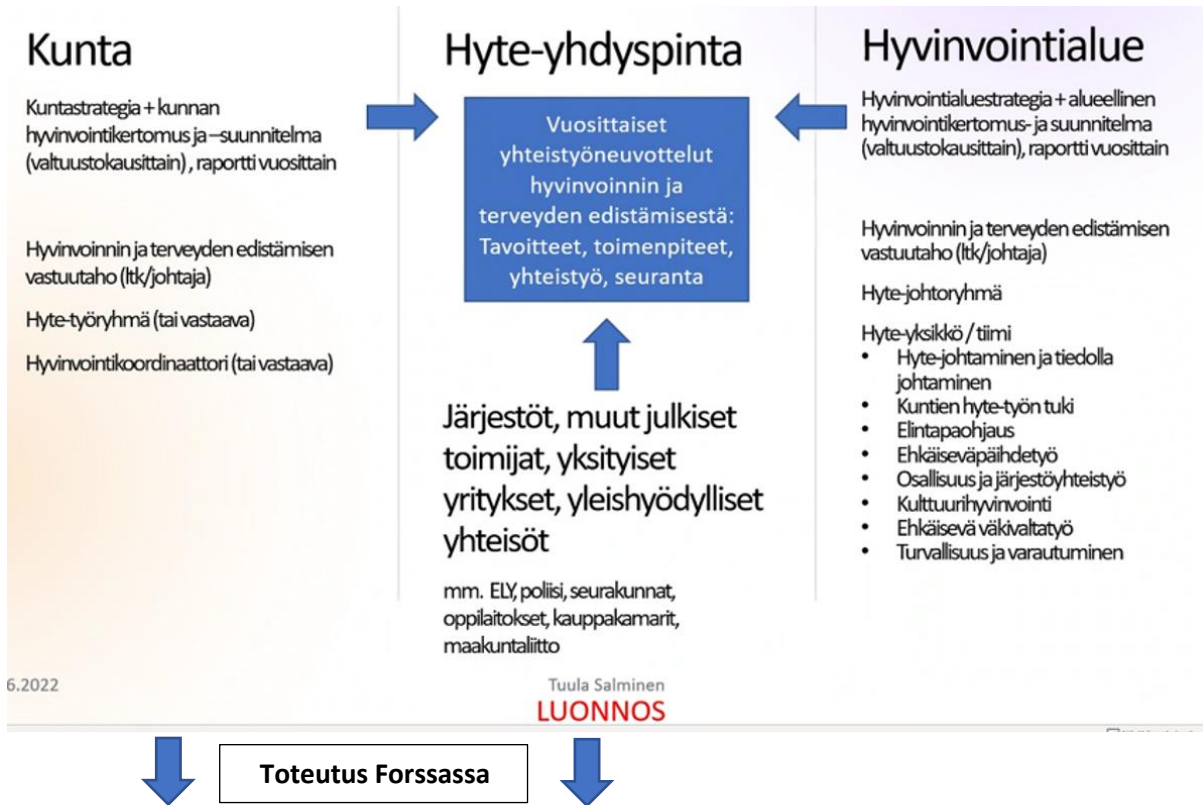 Kunta
Kuntastrategia + kunnan
hyvinvointikertomus ja –suunnitelma
(valtuustokausittain) , raportti vuosittain
Hyvinvoinnin ja terveyden edistämisen
vastuutaho (ltk/johtaja)
Hyte-työryhmä (tai vastaava)
Hyvinvointikoordinaattori (tai vastaava)
Hyte-yhdyspinta
Vuosittaiset
yhteistyöneuvottelut
hyvinvoinnin ja
terveyden edistämisestä:
Tavoitteet, toimenpiteet,
yhteistyö, seuranta
Järjestöt, muut julkiset
toimijat, yksityiset
yritykset, yleishyödylliset
yhteisöt
mm. ELY, poliisi, seurakunnat,
oppilaitokset, kauppakamarit,
maakuntaliitto
Hyvinvointialue
Hyvinvointialuestrategia + alueellinen
hyvinvointikertomus- ja suunnitelma
(valtuustokausittain), raportti vuosittain
Hyvinvoinnin ja terveyden edistämisen
vastuutaho (ltk/johtaja)
Hyte-johtoryhmä
Hyte-yksikkö / tiimi
• Hyte-johtaminen ja tiedolla
johtaminen
• Kuntien hyte-työn tuki
• Elintapaohjaus
• Ehkäiseväpäihdetyö
• Osallisuus ja järjestöyhteistyö
• Kulttuurihyvinvointi
• Ehkäisevä väkivaltatyö
• Turvallisuus ja varautuminen
6.2022
Tuula Salminen
LUONNOS
Toteutus Forssassa